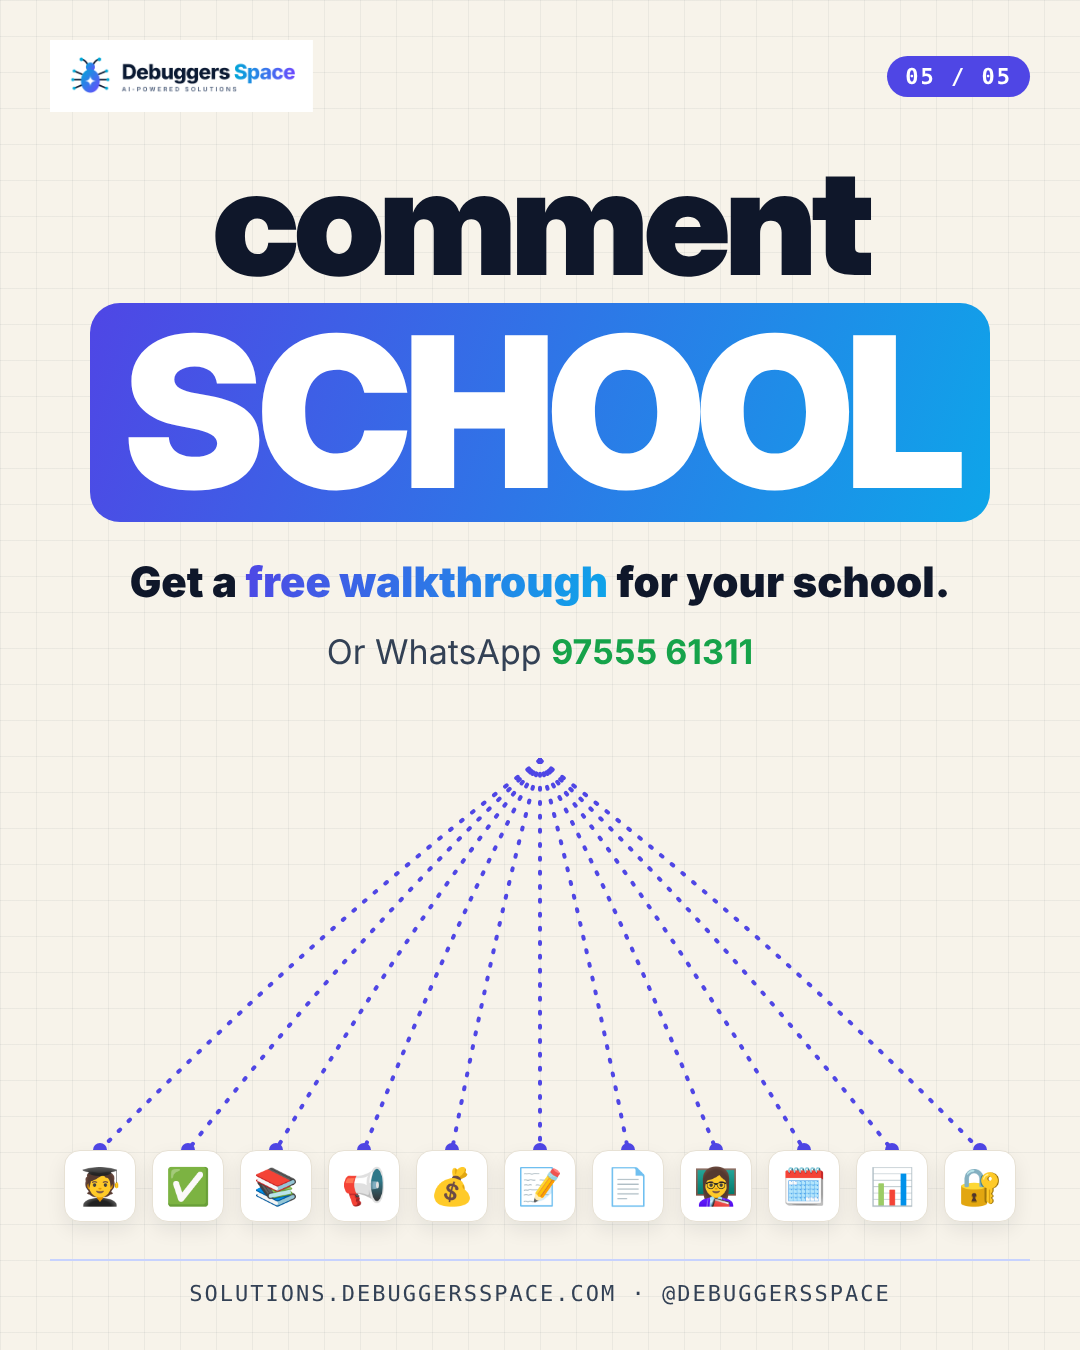 Debuggers Space
AI-POWERED SOLUTIONS
05 / 05
comment
SCHOOL
Get a free walkthrough for your school.
Or WhatsApp 97555 61311
SOLUTIONS.DEBUGGERSSPACE.COM · @DEBUGGERSSPACE